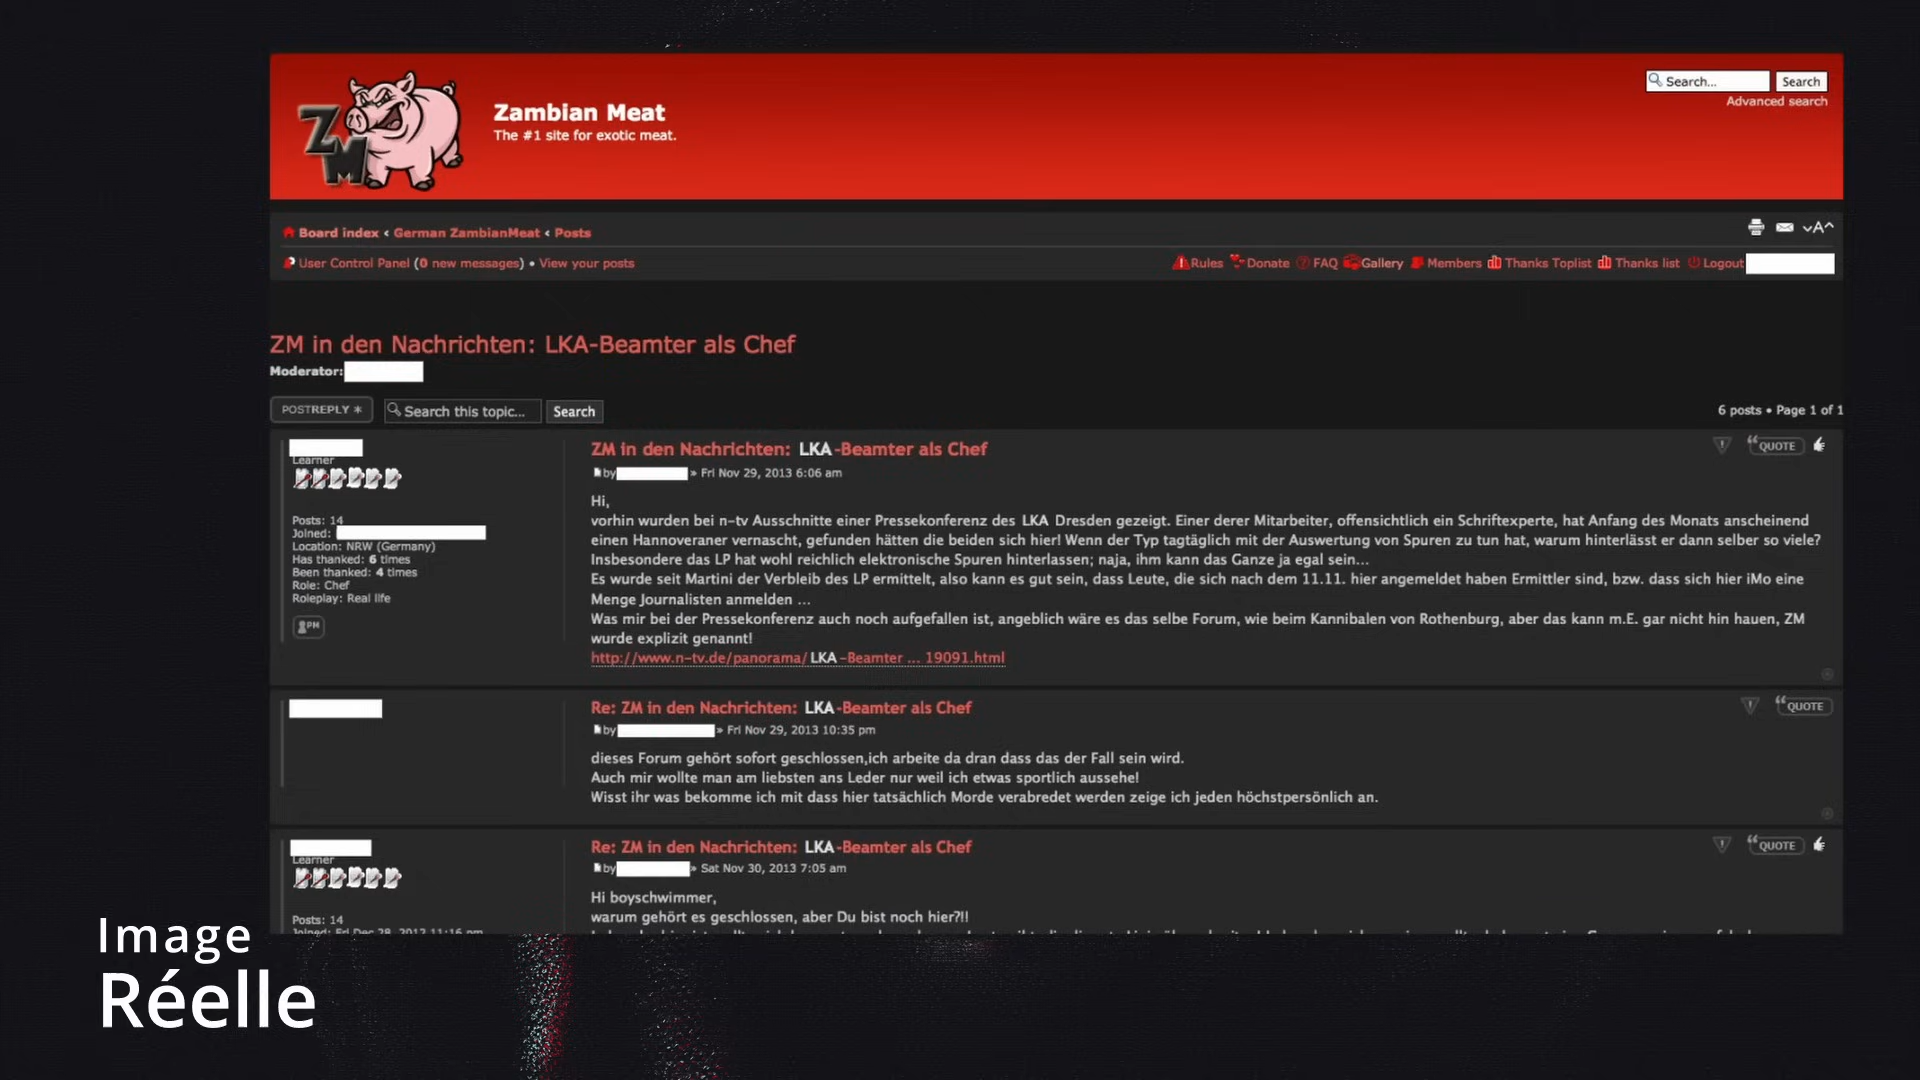 ZM
Zambian Meat
The #1 site for exotic meat.
Search...
Search
Advanced search
Board index ‹ German ZambianMeat ‹ Posts
vA^
User Control Panel (0 new messages) • View your posts
Rules
Donate
FAQ
Gallery
Members
Thanks Toplist
Thanks list
Logout
ZM in den Nachrichten: LKA-Beamter als Chef
Moderator:
POSTREPLY *
Search this topic...
Search
6 posts • Page 1 of 1
Learner
Posts: 14
Joined:
Location: NRW (Germany)
Has thanked: 6 times
Been thanked: 4 times
Role: Chef
Roleplay: Real life
PM
ZM in den Nachrichten: LKA-Beamter als Chef
QUOTE
by » Fri Nov 29, 2013 6:06 am
Hi,
vorhin wurden bei n-tv Ausschnitte einer Pressekonferenz des LKA Dresden gezeigt. Einer derer Mitarbeiter, offensichtlich ein Schriftexperte, hat Anfang des Monats anscheinend
einen Hannoveraner vernascht, gefunden hätten die beiden sich hier! Wenn der Typ tagtäglich mit der Auswertung von Spuren zu tun hat, warum hinterlässt er dann selber so viele?
Insbesondere das LP hat wohl reichlich elektronische Spuren hinterlassen; naja, ihm kann das Ganze ja egal sein...
Es wurde seit Martini der Verbleib des LP ermittelt, also kann es gut sein, dass Leute, die sich nach dem 11.11. hier angemeldet haben Ermittler sind, bzw. dass sich hier iMo eine
Menge Journalisten anmelden ...
Was mir bei der Pressekonferenz auch noch aufgefallen ist, angeblich wäre es das selbe Forum, wie beim Kannibalen von Rothenburg, aber das kann m.E. gar nicht hin hauen, ZM
wurde explizit genannt!
http://www.n-tv.de/panorama/LKA-Beamter ... 19091.html
Re: ZM in den Nachrichten: LKA-Beamter als Chef
QUOTE
by » Fri Nov 29, 2013 10:35 pm
dieses Forum gehört sofort geschlossen,ich arbeite da dran dass das der Fall sein wird.
Auch mir wollte man am liebsten ans Leder nur weil ich etwas sportlich aussehe!
Wisst ihr was bekomme ich mit dass hier tatsächlich Morde verabredet werden zeige ich jeden höchstpersönlich an.
Learner
Posts: 14
Joined: Fri Dec 28, 2012 11:16 pm
Re: ZM in den Nachrichten: LKA-Beamter als Chef
QUOTE
by » Sat Nov 30, 2013 7:05 am
Hi boyschwimmer,
warum gehört es geschlossen, aber Du bist noch hier?!!
Image
Réelle